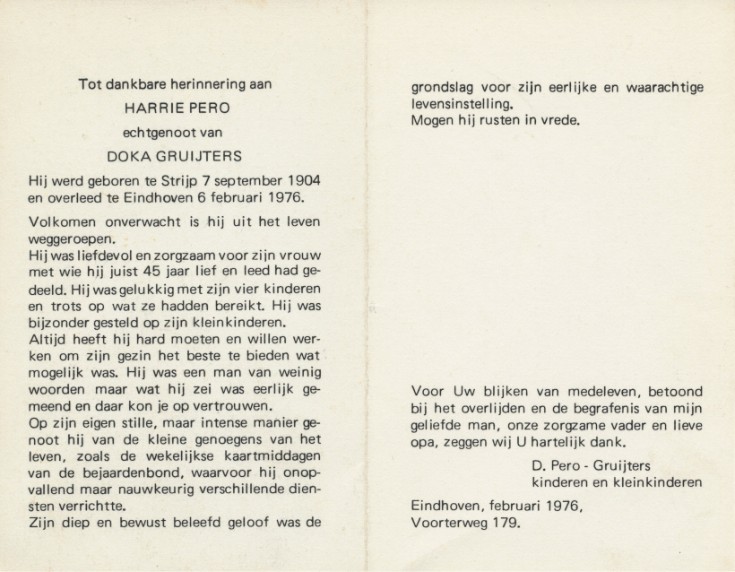 Tot dankbare herinnering aan
HARRIE PERO
echtgenoot van
DOKA GRUIJTERS
Hij werd geboren te Strijp 7 september 1904
en overleed te Eindhoven 6 februari 1976.
Volkomen onverwacht is hij uit het leven
weggeroepen.
Hij was liefdevol en zorgzaam voor zijn vrouw
met wie hij juist 45 jaar lief en leed had ge-
deeld. Hij was gelukkig met zijn vier kinderen
en trots op wat ze hadden bereikt. Hij was
bijzonder gesteld op zijn kleinkinderen.
Altijd heeft hij hard moeten en willen wer-
ken om zijn gezin het beste te bieden wat
mogelijk was. Hij was een man van weinig
woorden maar wat hij zei was eerlijk ge-
meend en daar kon je op vertrouwen.
Op zijn eigen stille, maar intense manier ge-
noot hij van de kleine genoegens van het
leven, zoals de wekelijkse kaartmiddagen
van de bejaardenbond, waarvoor hij onop-
vallend maar nauwkeurig verschillende dien-
sten verrichtte.
Zijn diep en bewust beleefd geloof was de
grondslag voor zijn eerlijke en waarachtige
levensinstelling.
Mogen hij rusten in vrede.
Voor Uw blijken van medeleven, betoond
bij het overlijden en de begrafenis van mijn
geliefde man, onze zorgzame vader en lieve
opa, zeggen wij U hartelijk dank.
D. Pero - Gruijters
kinderen en kleinkinderen
Eindhoven, februari 1976,
Voorterweg 179.